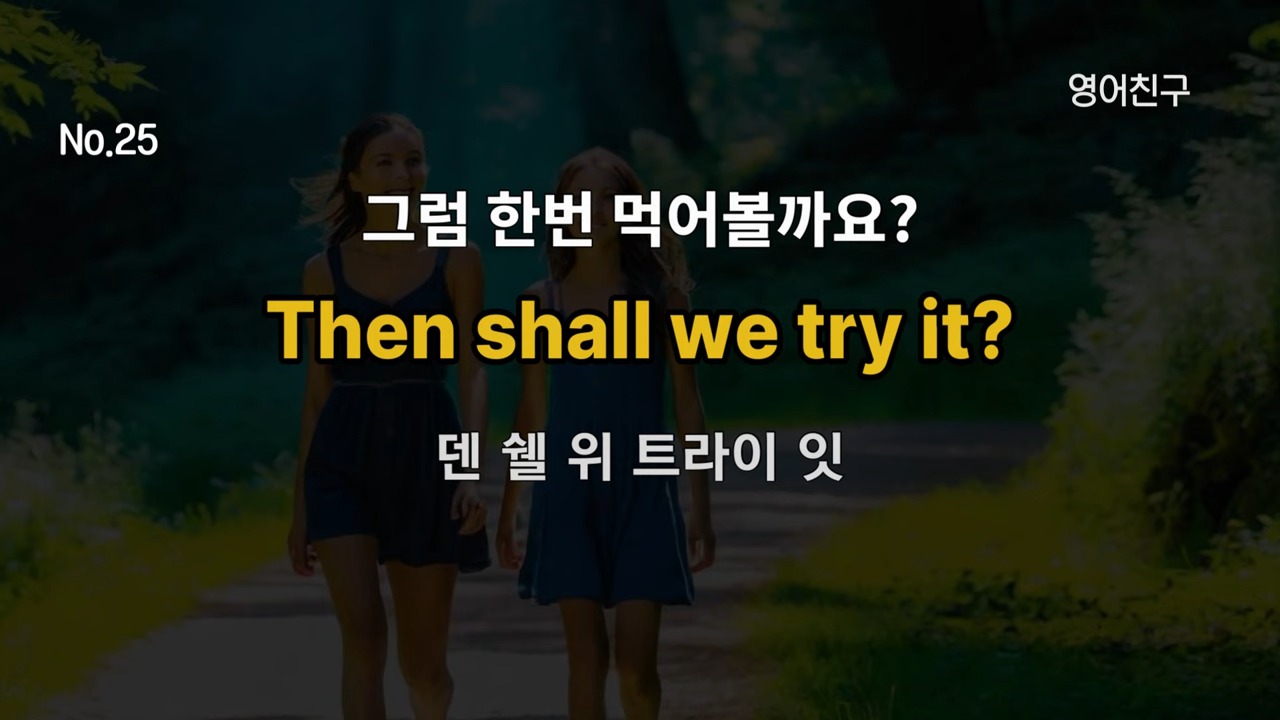 영어친구
No.25
그럼 한번 먹어볼까요?
Then shall we try it?
덴 쉘 위 트라이 잇